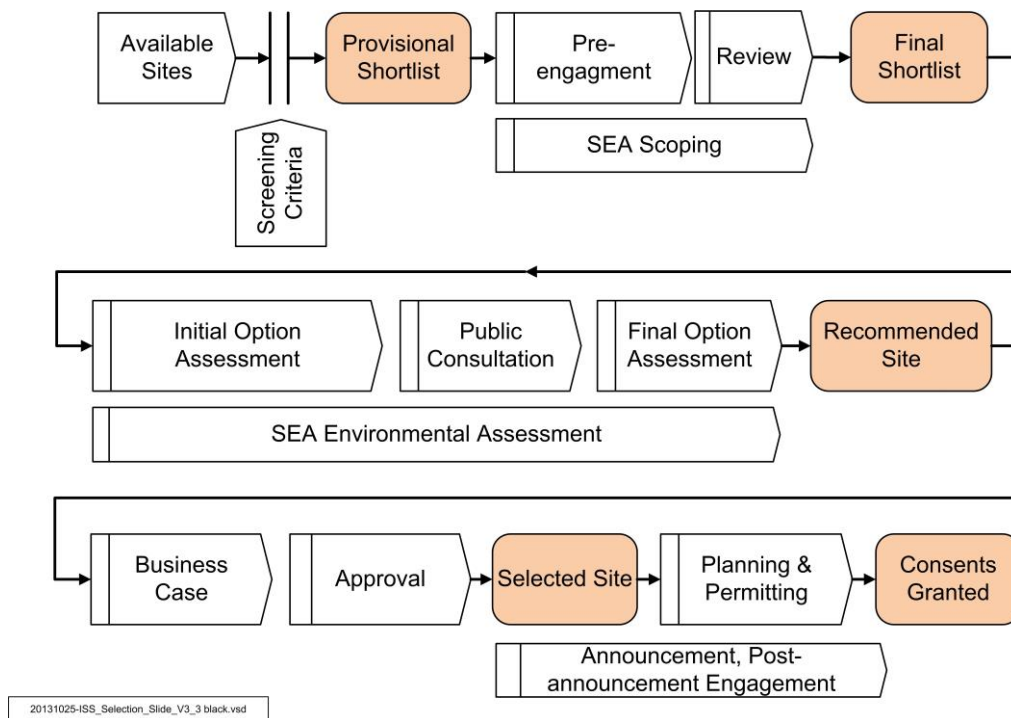 Available
Sites
Provisional
Shortlist
Pre-
engagment
Review
Final
Shortlist
Screening
Criteria
SEA Scoping
Initial Option
Assessment
Public
Consultation
Final Option
Assessment
Recommended
Site
SEA Environmental Assessment
Business
Case
Approval
Selected Site
Planning &
Permitting
Consents
Granted
Announcement, Post-
announcement Engagement
20131025-ISS_Selection_Slide_V3_3 black.vsd